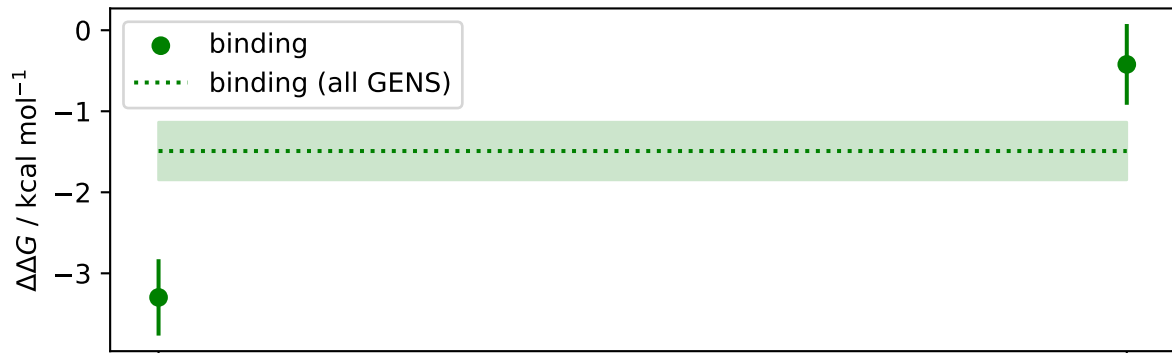 0
−1
−2
−3
ΔΔG / kcal mol⁻¹
binding
binding (all GENS)